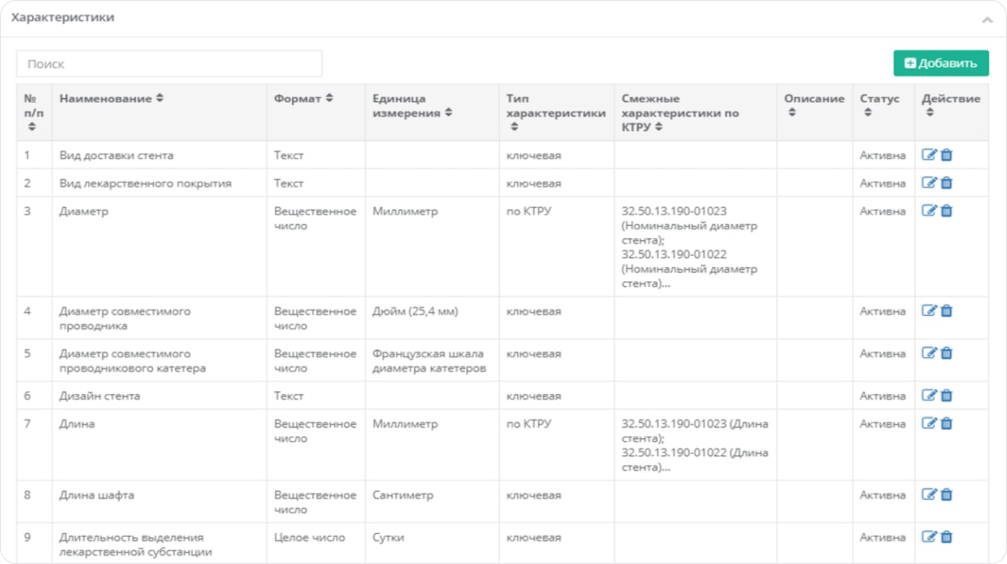 Характеристики
Поиск
Добавить
№ п/п Наименование Формат Единица измерения Тип характеристики Смежные характеристики по КТРУ Описание Статус Действие
1 Вид доставки стента Текст ключевая Активна
2 Вид лекарственного покрытия Текст ключевая Активна
3 Диаметр Вещественное число Миллиметр по КТРУ 32.50.13.190-01023 (Номинальный диаметр стента); 32.50.13.190-01022 (Номинальный диаметр стента)... Активна
4 Диаметр совместимого проводника Вещественное число Дюйм (25,4 мм) ключевая Активна
5 Диаметр совместимого проводникового катетера Вещественное число Французская шкала диаметра катетеров ключевая Активна
6 Дизайн стента Текст ключевая Активна
7 Длина Вещественное число Миллиметр по КТРУ 32.50.13.190-01023 (Длина стента); 32.50.13.190-01022 (Длина стента)... Активна
8 Длина шафта Вещественное число Сантиметр ключевая Активна
9 Длительность выделения лекарственной субстанции Целое число Сутки ключевая Активна